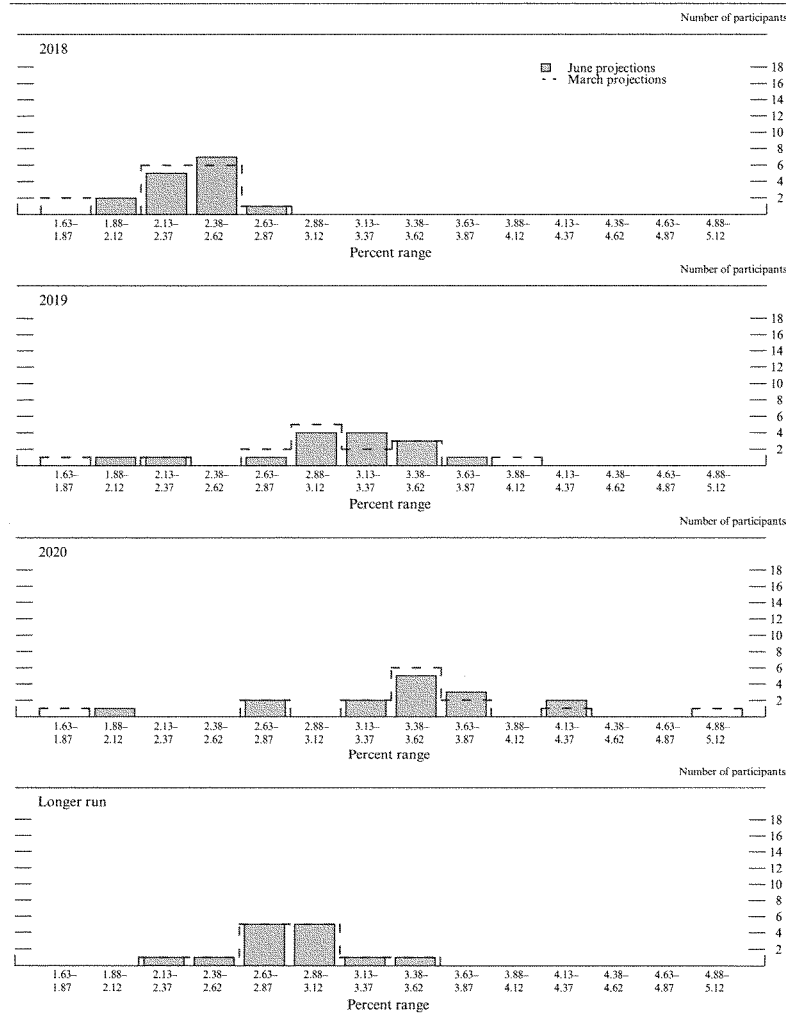 Number of participants
2018
June projections
March projections
18
16
14
12
10
8
6
4
2
1.63– 1.88– 2.13– 2.38– 2.63– 2.88– 3.13– 3.38– 3.63– 3.88– 4.13– 4.38– 4.63– 4.88–
1.87 2.12 2.37 2.62 2.87 3.12 3.37 3.62 3.87 4.12 4.37 4.62 4.87 5.12
Percent range
Number of participants
2019
18
16
14
12
10
8
6
4
2
1.63– 1.88– 2.13– 2.38– 2.63– 2.88– 3.13– 3.38– 3.63– 3.88– 4.13– 4.38– 4.63– 4.88–
1.87 2.12 2.37 2.62 2.87 3.12 3.37 3.62 3.87 4.12 4.37 4.62 4.87 5.12
Percent range
Number of participants
2020
18
16
14
12
10
8
6
4
2
1.63– 1.88– 2.13– 2.38– 2.63– 2.88– 3.13– 3.38– 3.63– 3.88– 4.13– 4.38– 4.63– 4.88–
1.87 2.12 2.37 2.62 2.87 3.12 3.37 3.62 3.87 4.12 4.37 4.62 4.87 5.12
Percent range
Number of participants
Longer run
18
16
14
12
10
8
6
4
2
1.63– 1.88– 2.13– 2.38– 2.63– 2.88– 3.13– 3.38– 3.63– 3.88– 4.13– 4.38– 4.63– 4.88–
1.87 2.12 2.37 2.62 2.87 3.12 3.37 3.62 3.87 4.12 4.37 4.62 4.87 5.12
Percent range